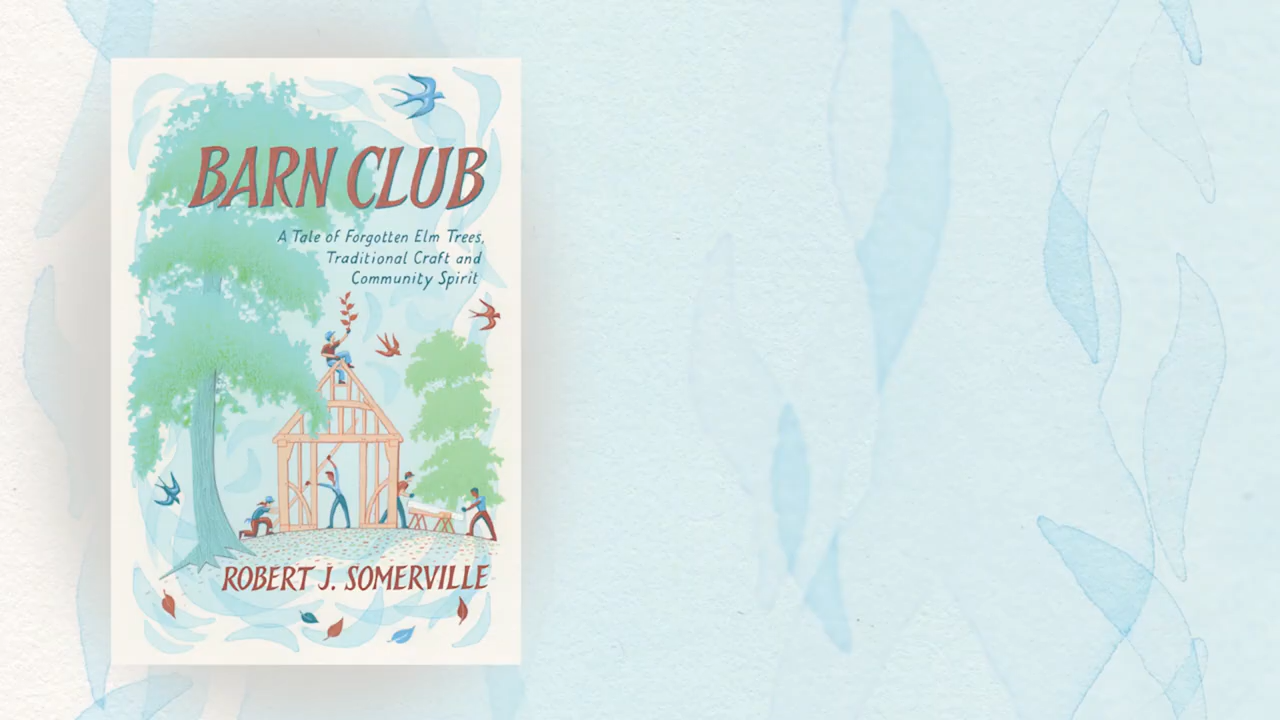 BARN CLUB
A Tale of Forgotten Elm Trees,
Traditional Craft and
Community Spirit
ROBERT J. SOMERVILLE